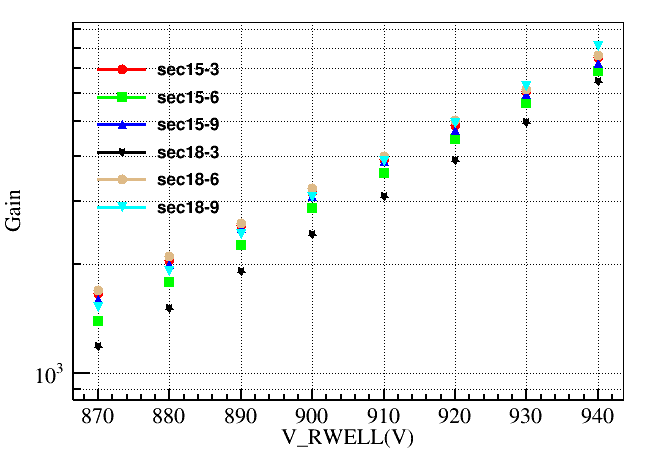 sec15-3
sec15-6
sec15-9
sec18-3
sec18-6
sec18-9
Gain
10³
870 880 890 900 910 920 930 940
V_RWELL(V)